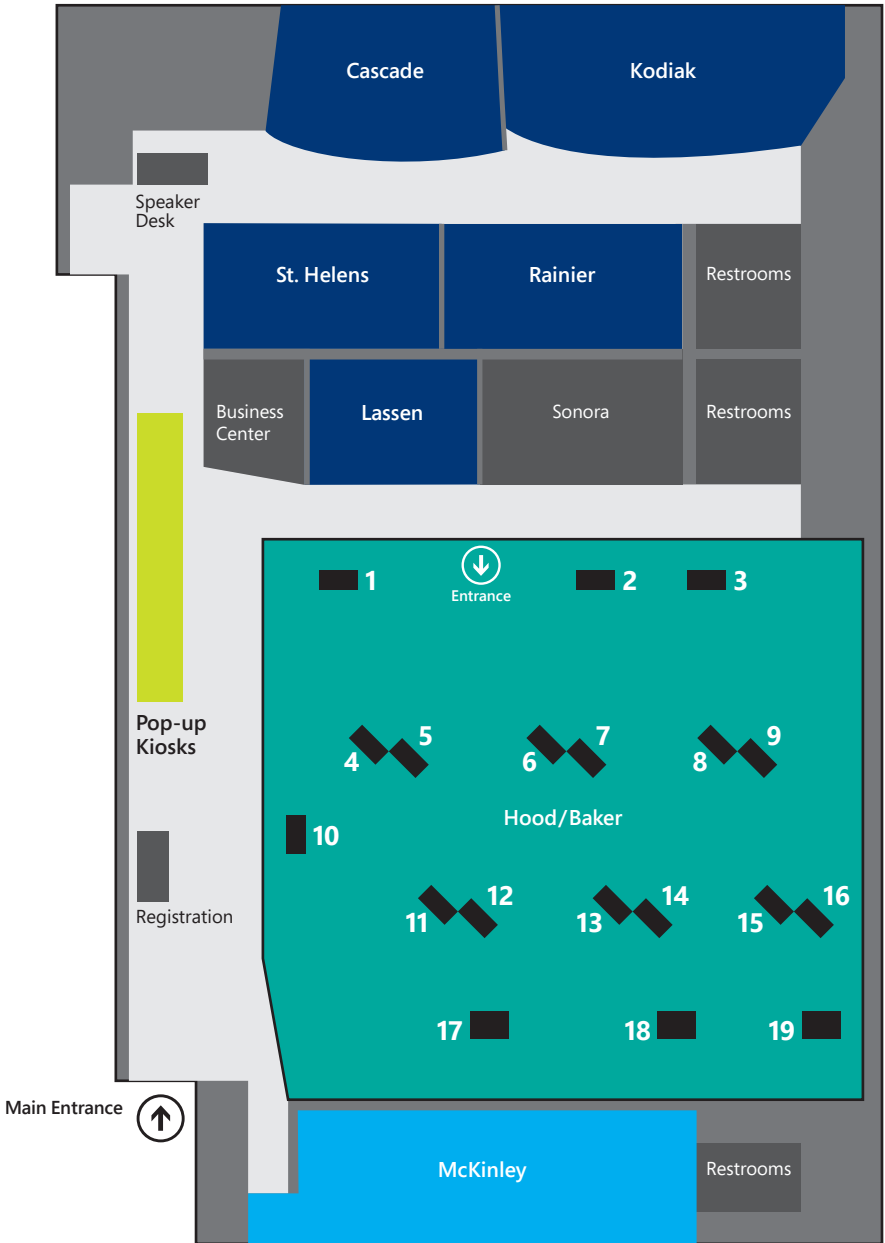 Cascade
Kodiak
Speaker
Desk
St. Helens
Rainier
Restrooms
Business
Center
Lassen
Sonora
Restrooms
1
Entrance
2
3
Pop-up
Kiosks
4
5
6
7
8
9
Hood/Baker
10
Registration
11
12
13
14
15
16
17
18
19
Main Entrance
McKinley
Restrooms